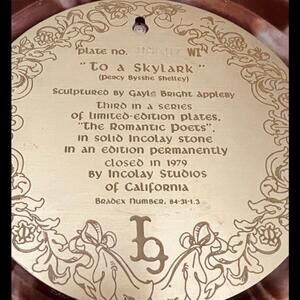 Plate no. WI
"To a Skylark"
(Percy Bysshe Shelley)
Sculptured by Gayle Bright Appleby
Third in a series
of limited-edition plates,
"The Romantic Poets",
in solid Incolay stone
in an edition permanently
closed in 1979
by Incolay Studios
of California
Bradex Number, 84-31-1.3